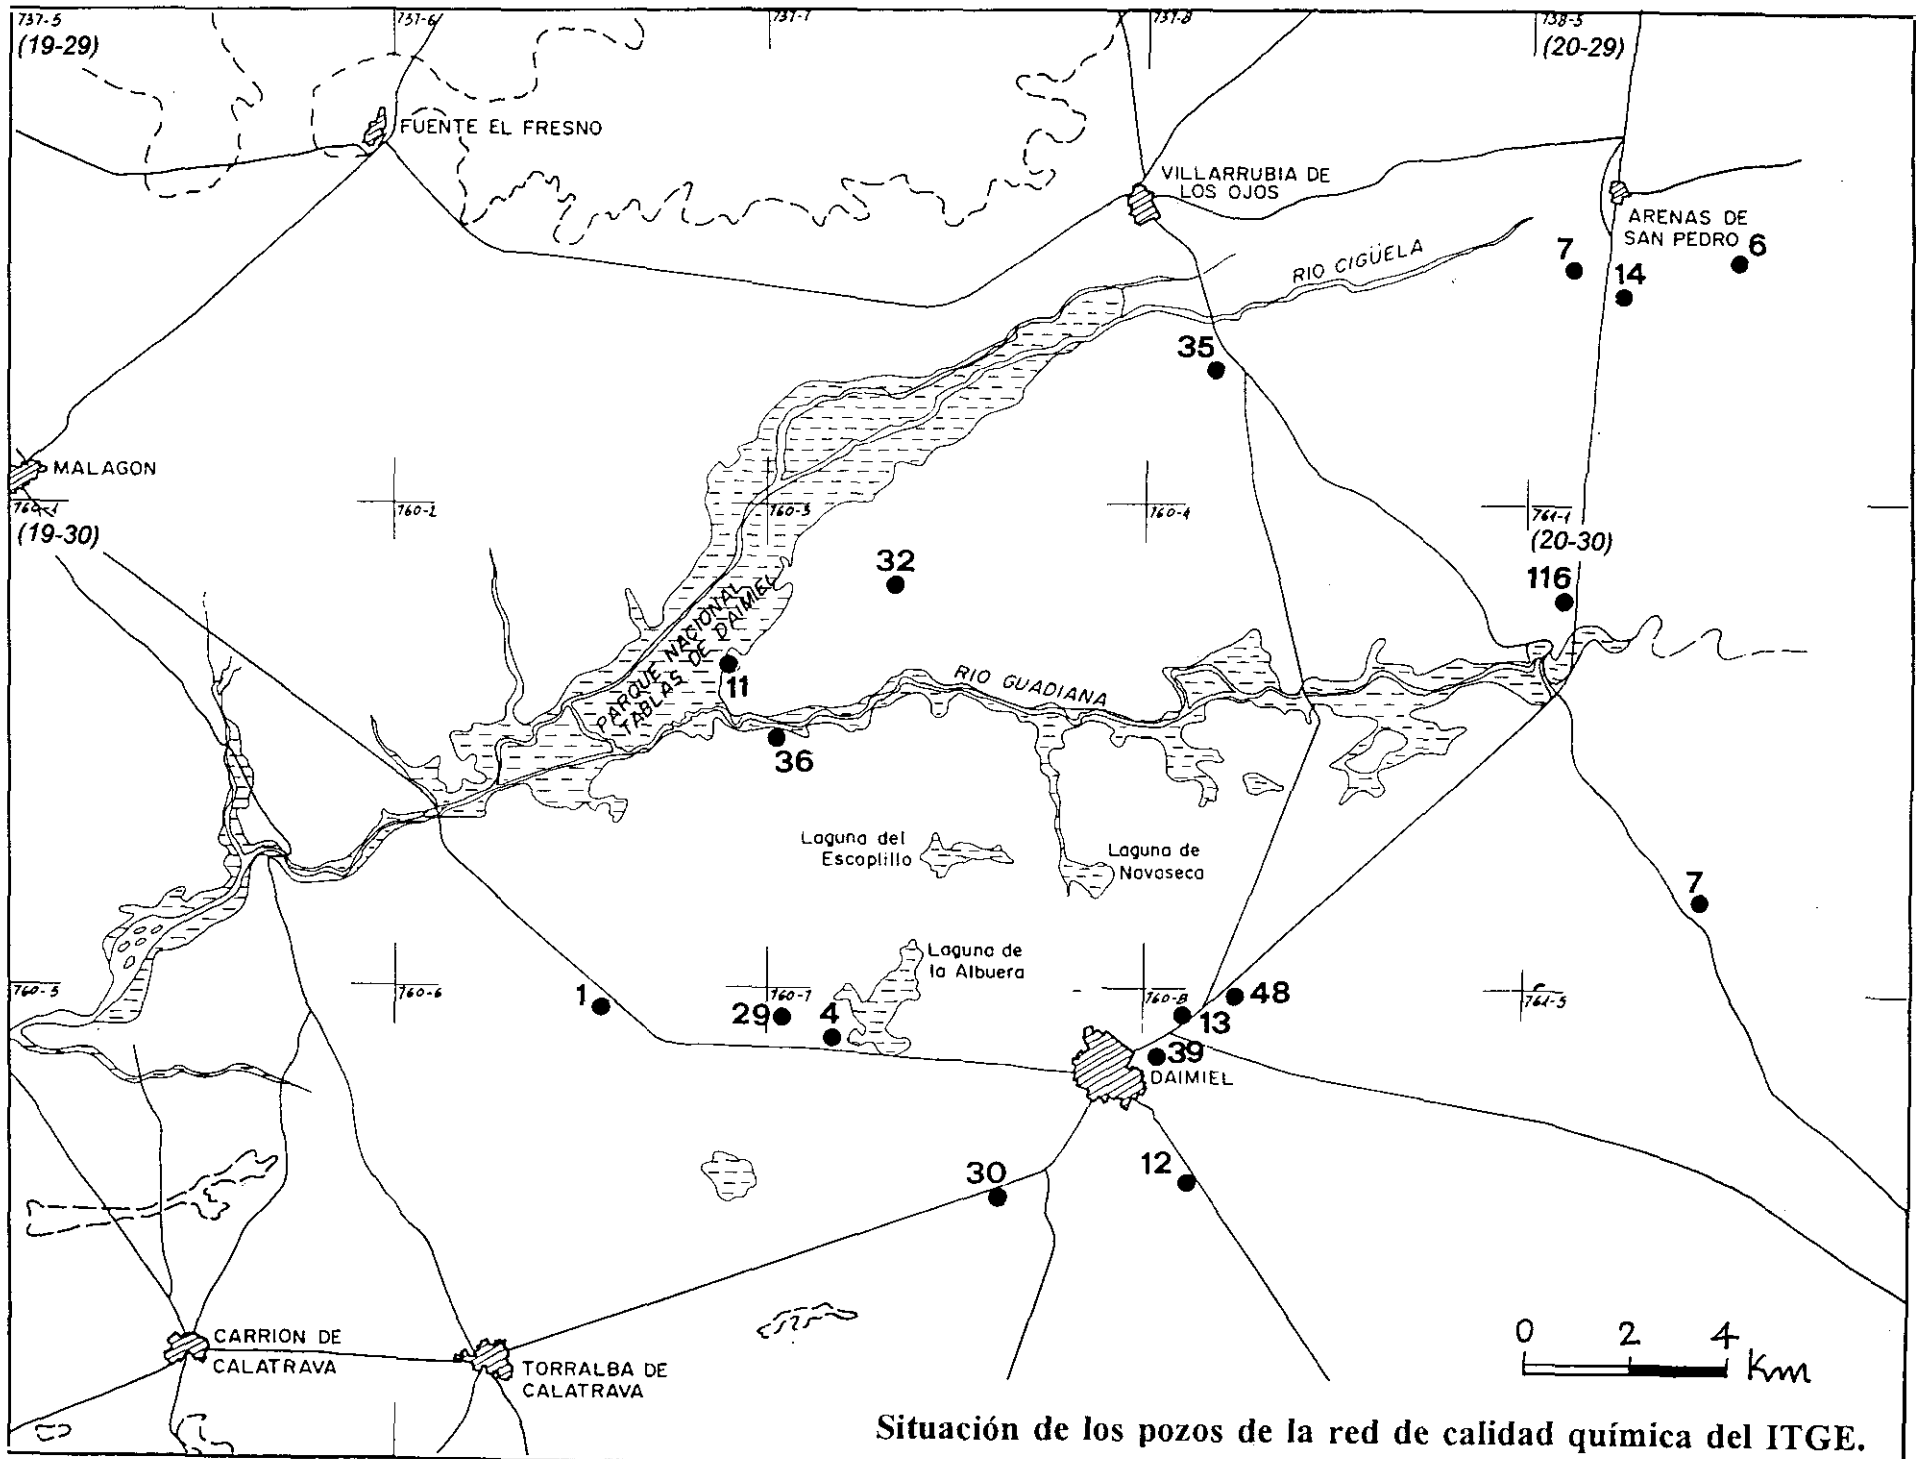 737-5
737-6
737-7
737-8
738-5
(19-29)
(20-29)
FUENTE EL FRESNO
VILLARRUBIA DE
LOS OJOS
ARENAS DE
SAN PEDRO
RIO CIGÜELA
7
6
14
35
MALAGON
760-1
760-2
760-3
760-4
761-1
(19-30)
(20-30)
32
116
PARQUE NACIONAL
TABLAS DE DAIMIEL
11
RIO GUADIANA
36
Laguna del
Escoplillo
Laguna de
Navaseca
7
Laguna de
la Albuera
760-5
760-6
760-7
760-8
761-5
1
29
4
48
13
39
DAIMIEL
30
12
CARRION DE
CALATRAVA
TORRALBA DE
CALATRAVA
0 2 4 Km
Situación de los pozos de la red de calidad química del ITGE.